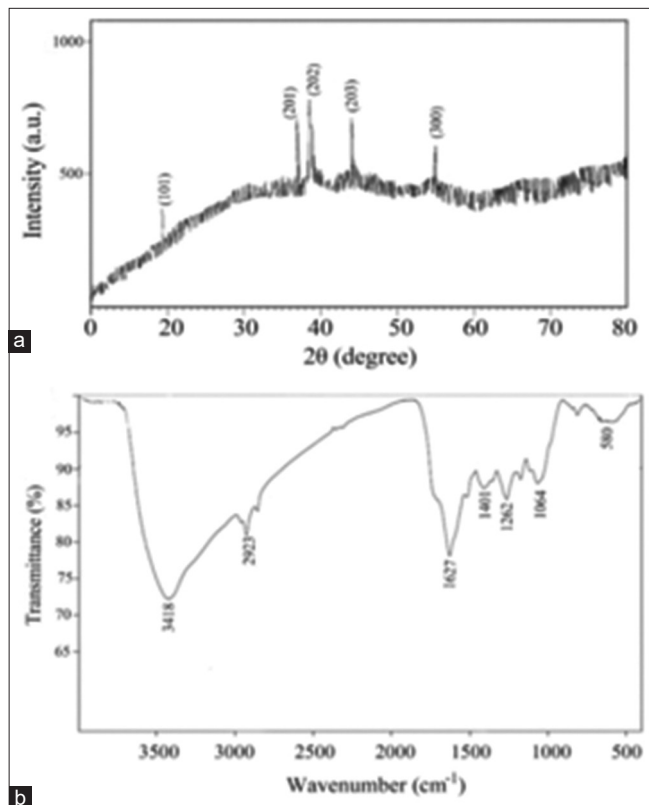 1000
500
Intensity (a.u.)
(101)
(201)
(202)
(203)
(300)
0 10 20 30 40 50 60 70 80
2θ (degree)
a
95
90
85
80
75
70
65
Transmittance (%)
3418
2923
1627
1401
1262
1064
580
3500 3000 2500 2000 1500 1000 500
Wavenumber (cm⁻¹)
b